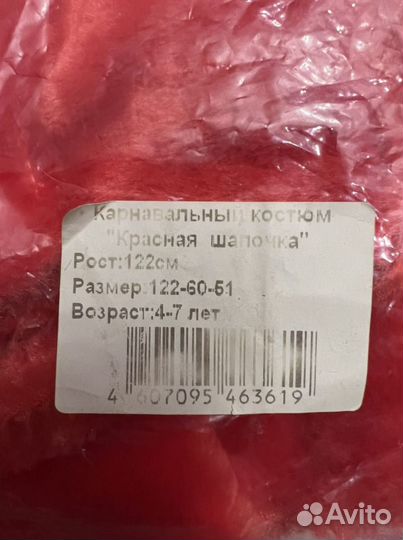 Карнавальный костюм
"Красная шапочка"
Рост:122см
Размер:122-60-51
Возраст:4-7 лет
4 607095 463619
Avito